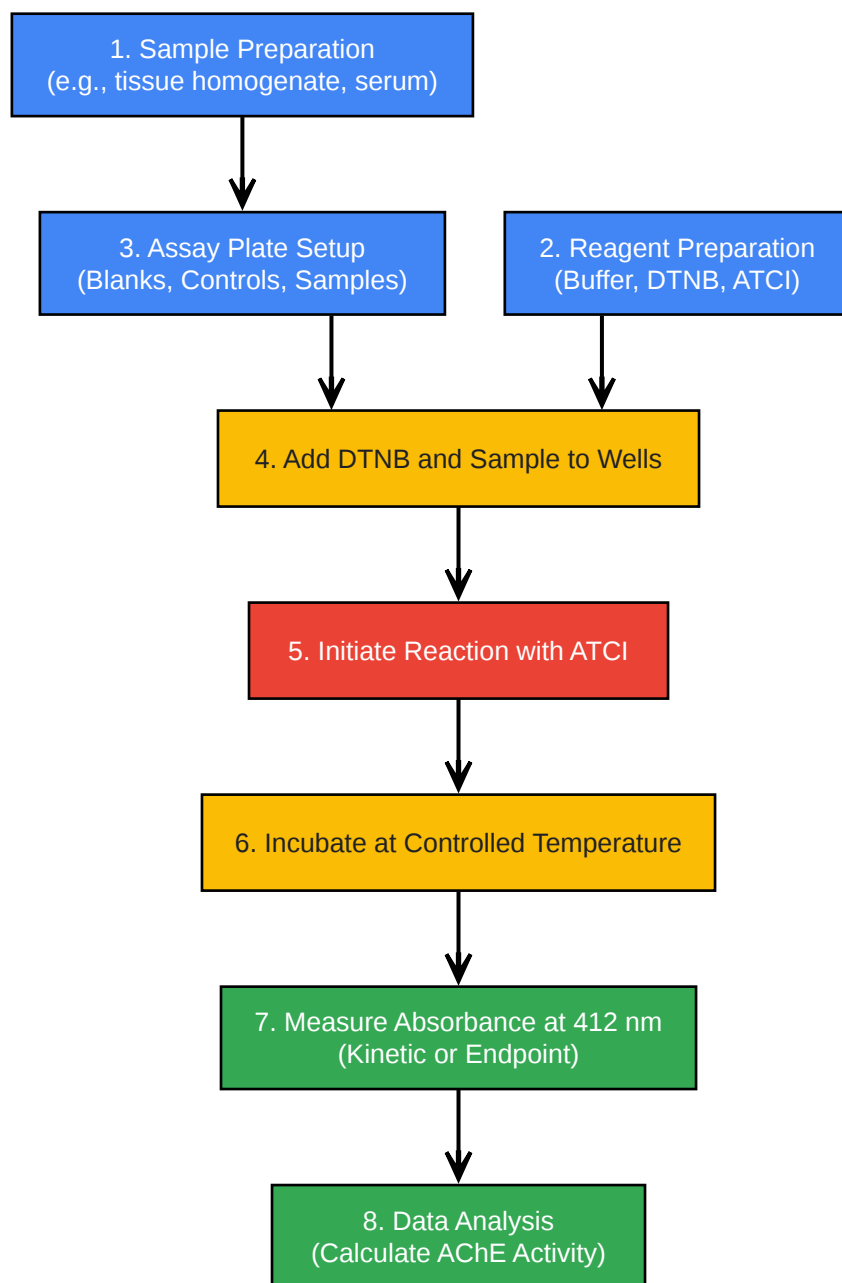 1. Sample Preparation
(e.g., tissue homogenate, serum)
3. Assay Plate Setup
(Blanks, Controls, Samples)
2. Reagent Preparation
(Buffer, DTNB, ATCI)
4. Add DTNB and Sample to Wells
5. Initiate Reaction with ATCI
6. Incubate at Controlled Temperature
7. Measure Absorbance at 412 nm
(Kinetic or Endpoint)
8. Data Analysis
(Calculate AChE Activity)